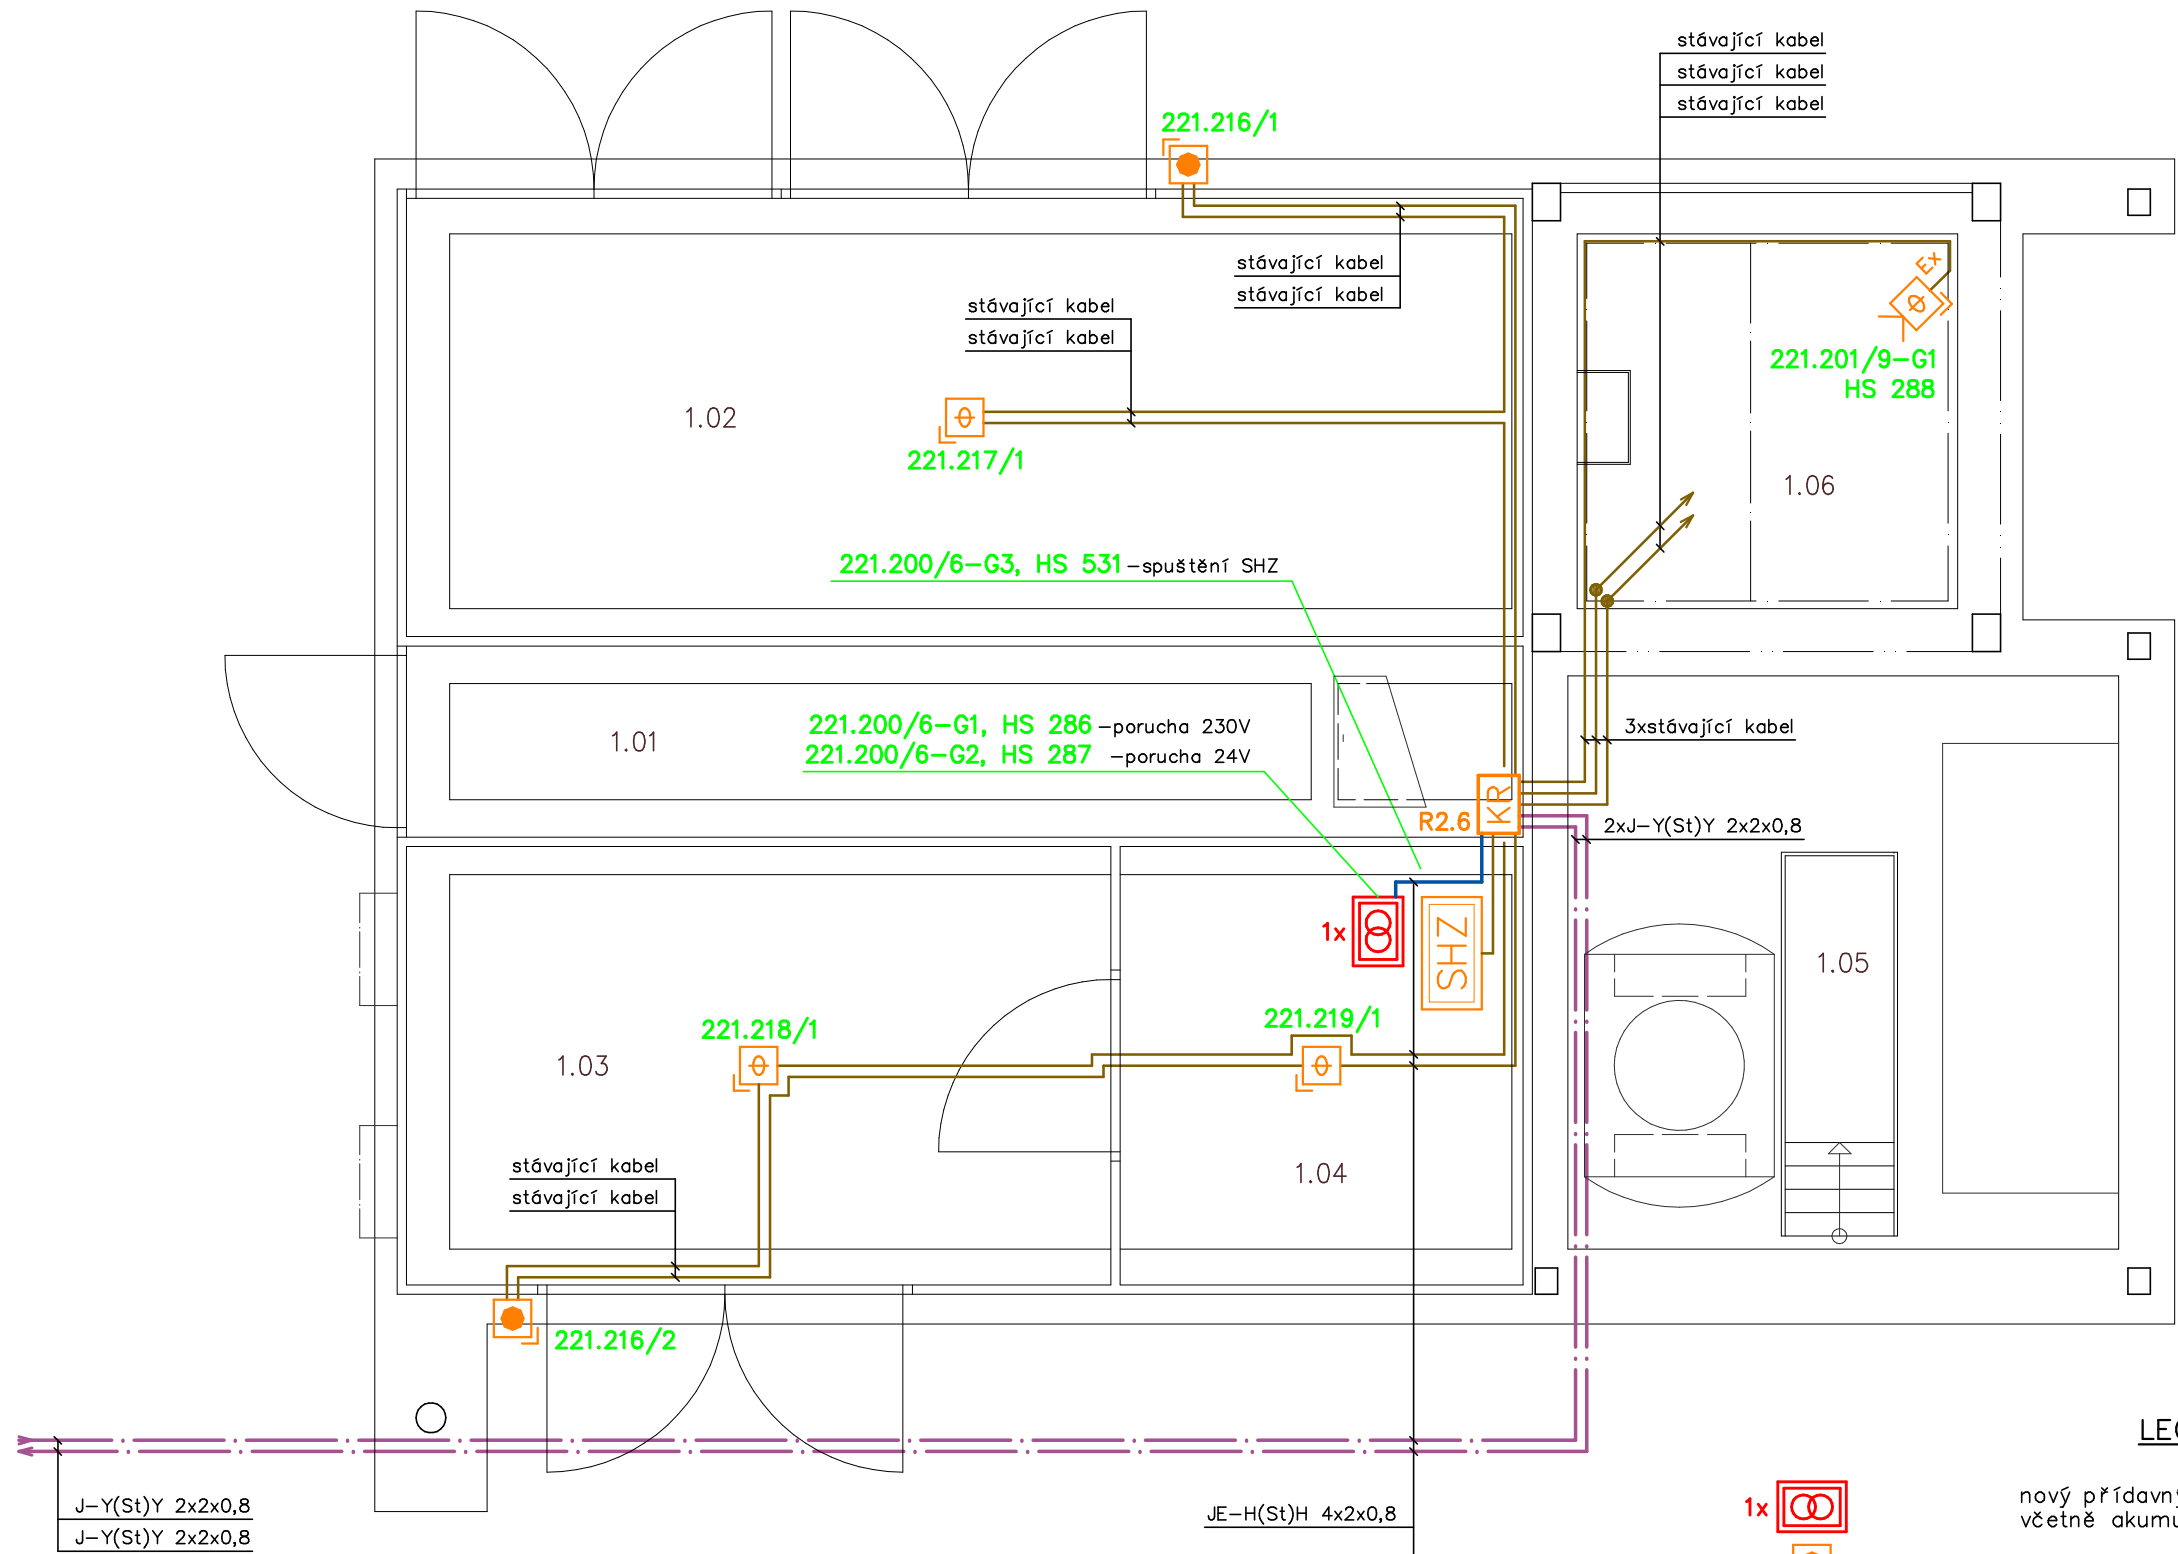 stávající kabel
stávající kabel
stávající kabel
221.216/1
stávající kabel
stávající kabel
stávající kabel
stávající kabel
Ex
221.201/9-G1
HS 288
1.02
221.217/1
1.06
221.200/6-G3, HS 531 -spuštění SHZ
221.200/6-G1, HS 286 -porucha 230V
221.200/6-G2, HS 287 -porucha 24V
1.01
3xstávající kabel
KR
R2.6
2xJ-Y(St)Y 2x2x0,8
1x
SHZ
1.05
221.218/1
221.219/1
1.03
1.04
stávající kabel
stávající kabel
221.216/2
J-Y(St)Y 2x2x0,8
J-Y(St)Y 2x2x0,8
JE-H(St)H 4x2x0,8
1x
nový
včetně